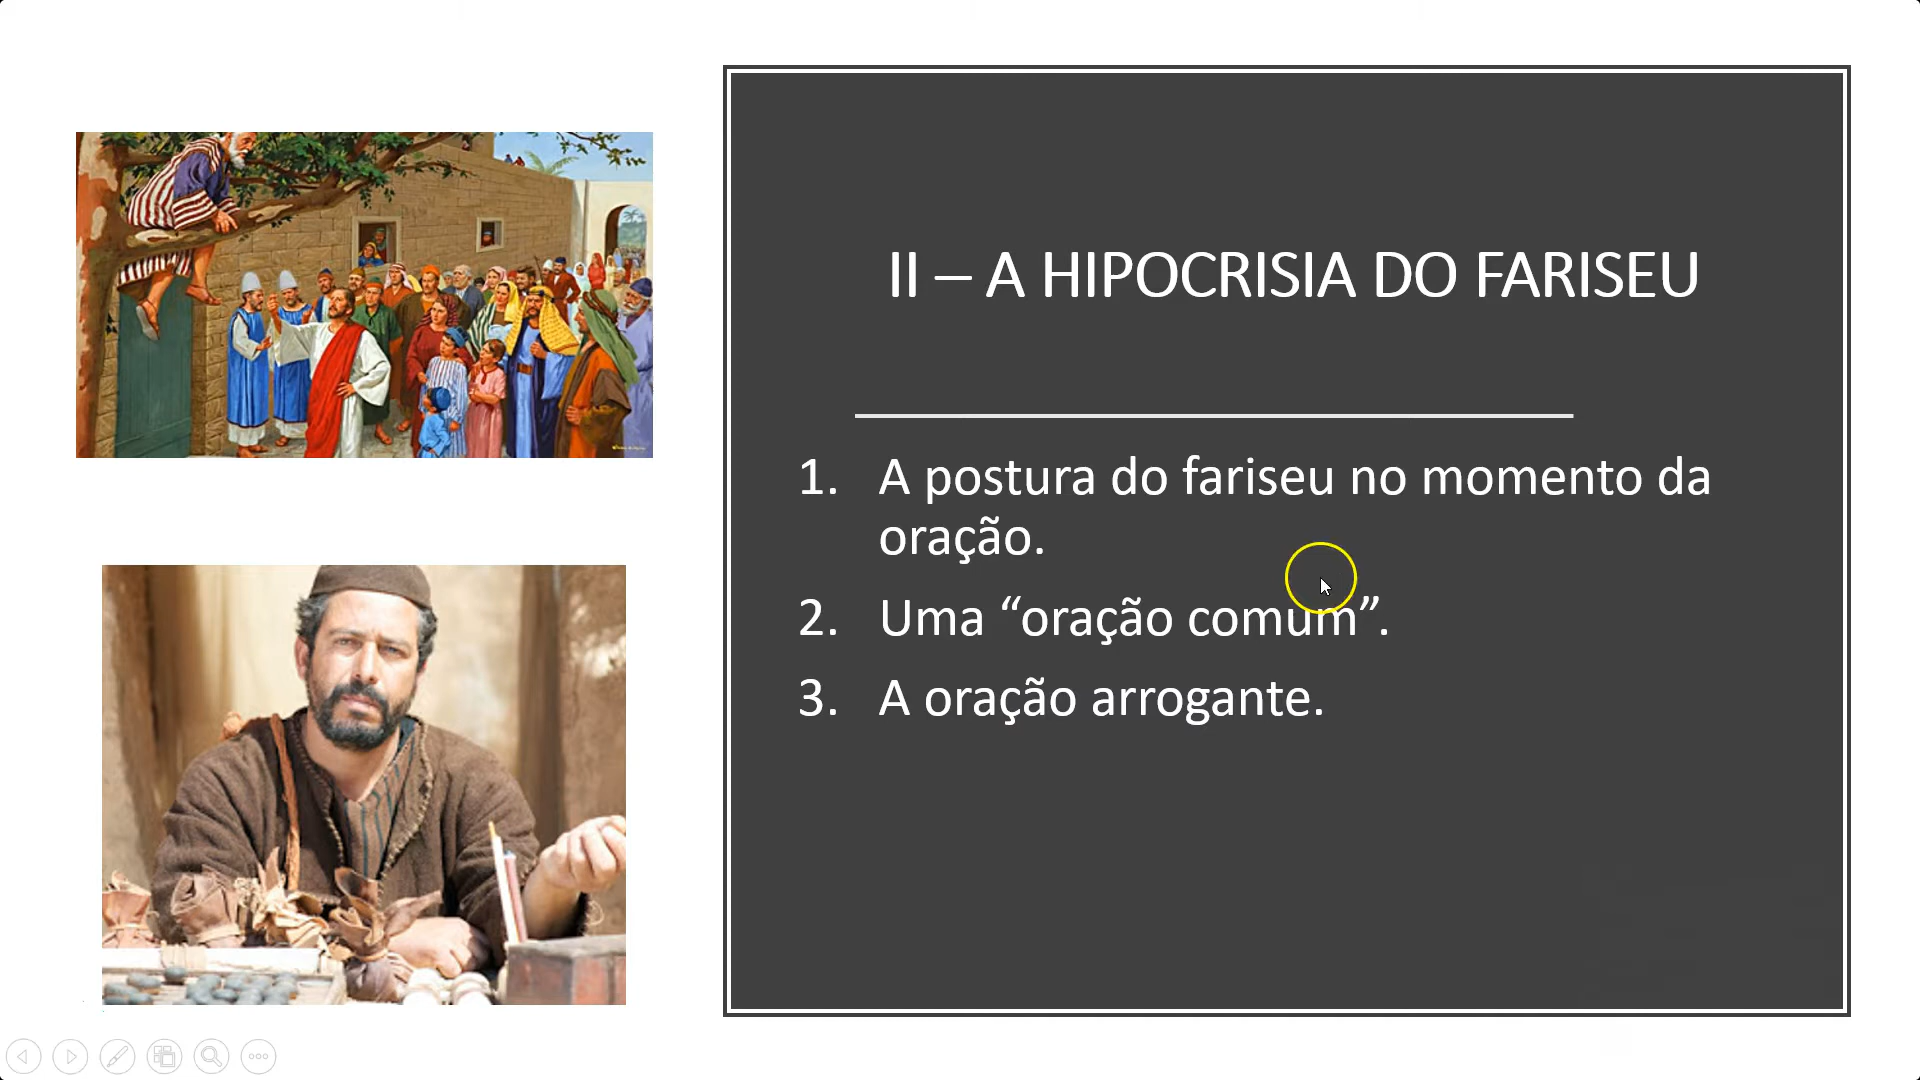 II – A HIPOCRISIA DO FARISEU
1. A postura do fariseu no momento da
oração.
2. Uma “oração comum”.
3. A oração arrogante.